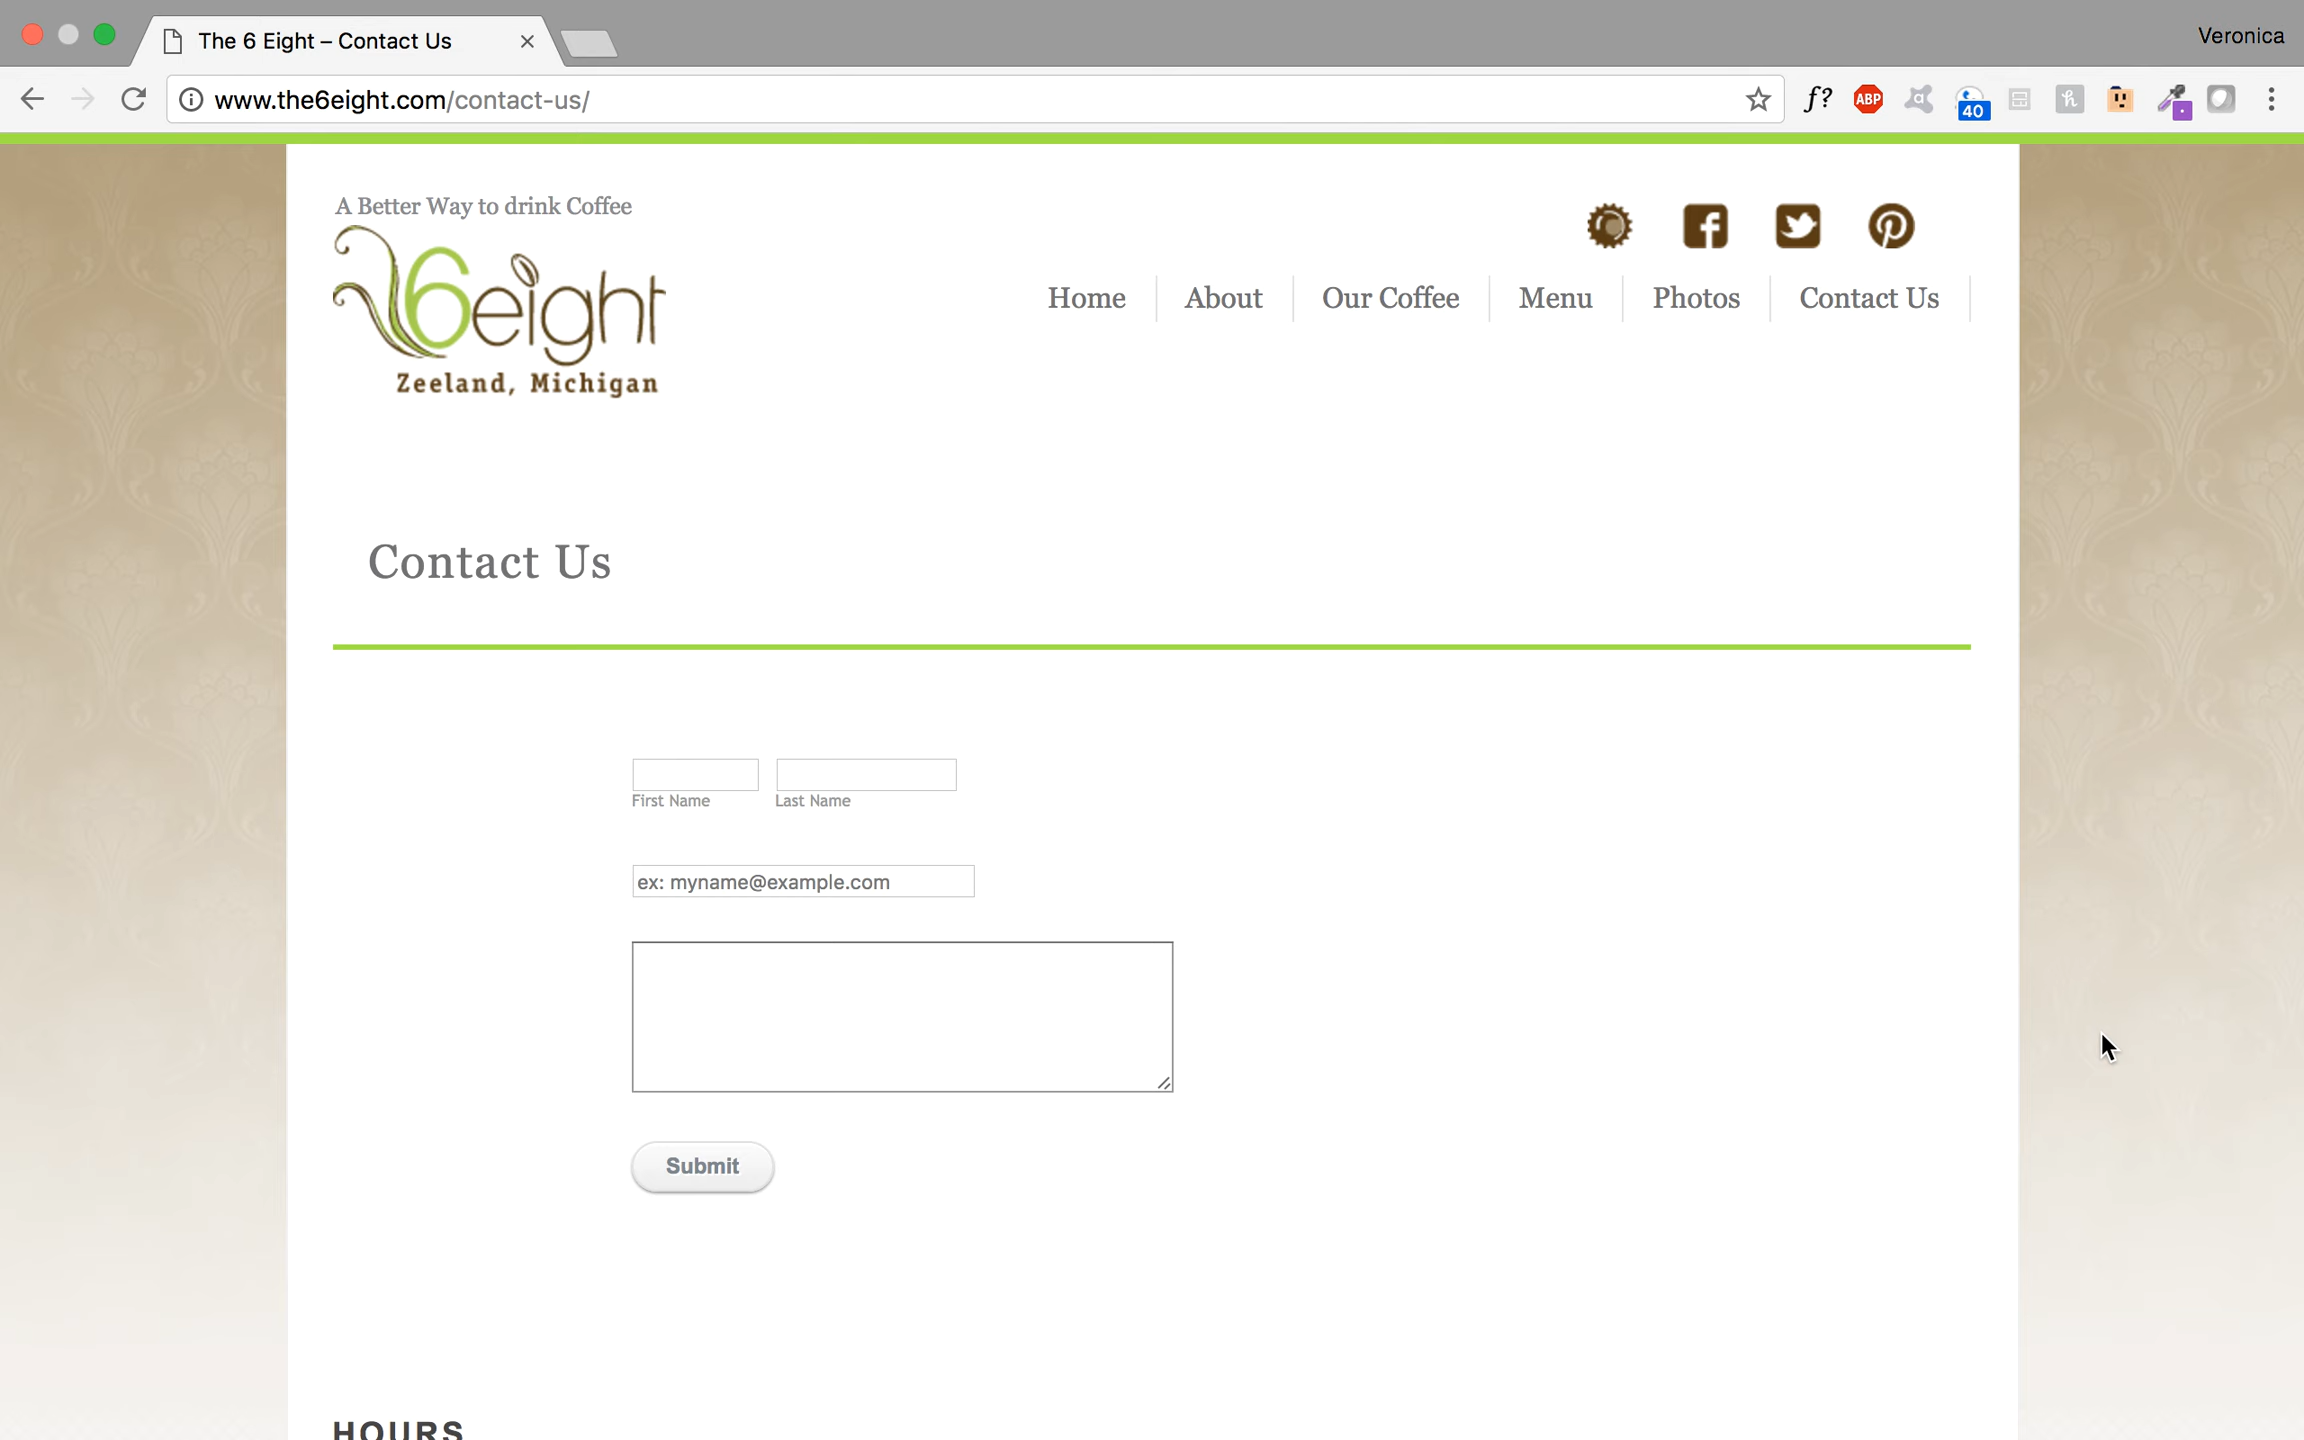 The 6 Eight – Contact Us
Veronica
www.the6eight.com/contact-us/
f?
ABP
40
A Better Way to drink Coffee
6eight
Zeeland, Michigan
Home About Our Coffee Menu Photos Contact Us
Contact Us
First Name Last Name
ex: myname@example.com
Submit
HOURS